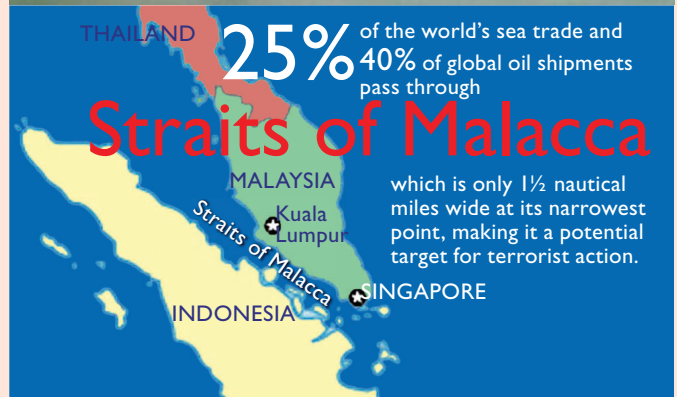 THAILAND
25%
of the world's sea trade and
40% of global oil shipments
pass through
Straits of Malacca
which is only 1½ nautical
miles wide at its narrowest
point, making it a potential
target for terrorist action.
MALAYSIA
Kuala
Lumpur
Straits of Malacca
SINGAPORE
INDONESIA